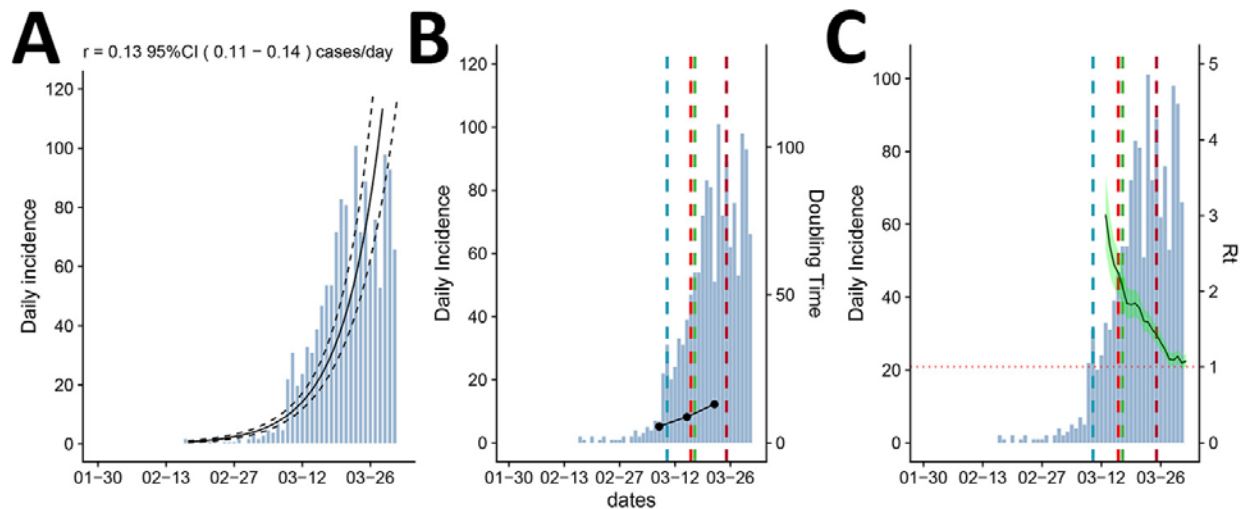 A
r = 0.13 95%CI ( 0.11 − 0.14 ) cases/day
Daily incidence
120
100
80
60
40
20
0
01−30 02−13 02−27 03−12 03−26
B
Daily Incidence
120
100
80
60
40
20
0
100
50
0
Doubling Time
01−30 02−13 02−27 03−12 03−26
dates
C
Daily Incidence
100
80
60
40
20
0
5
4
3
2
1
0
Rt
01−30 02−13 02−27 03−12 03−26